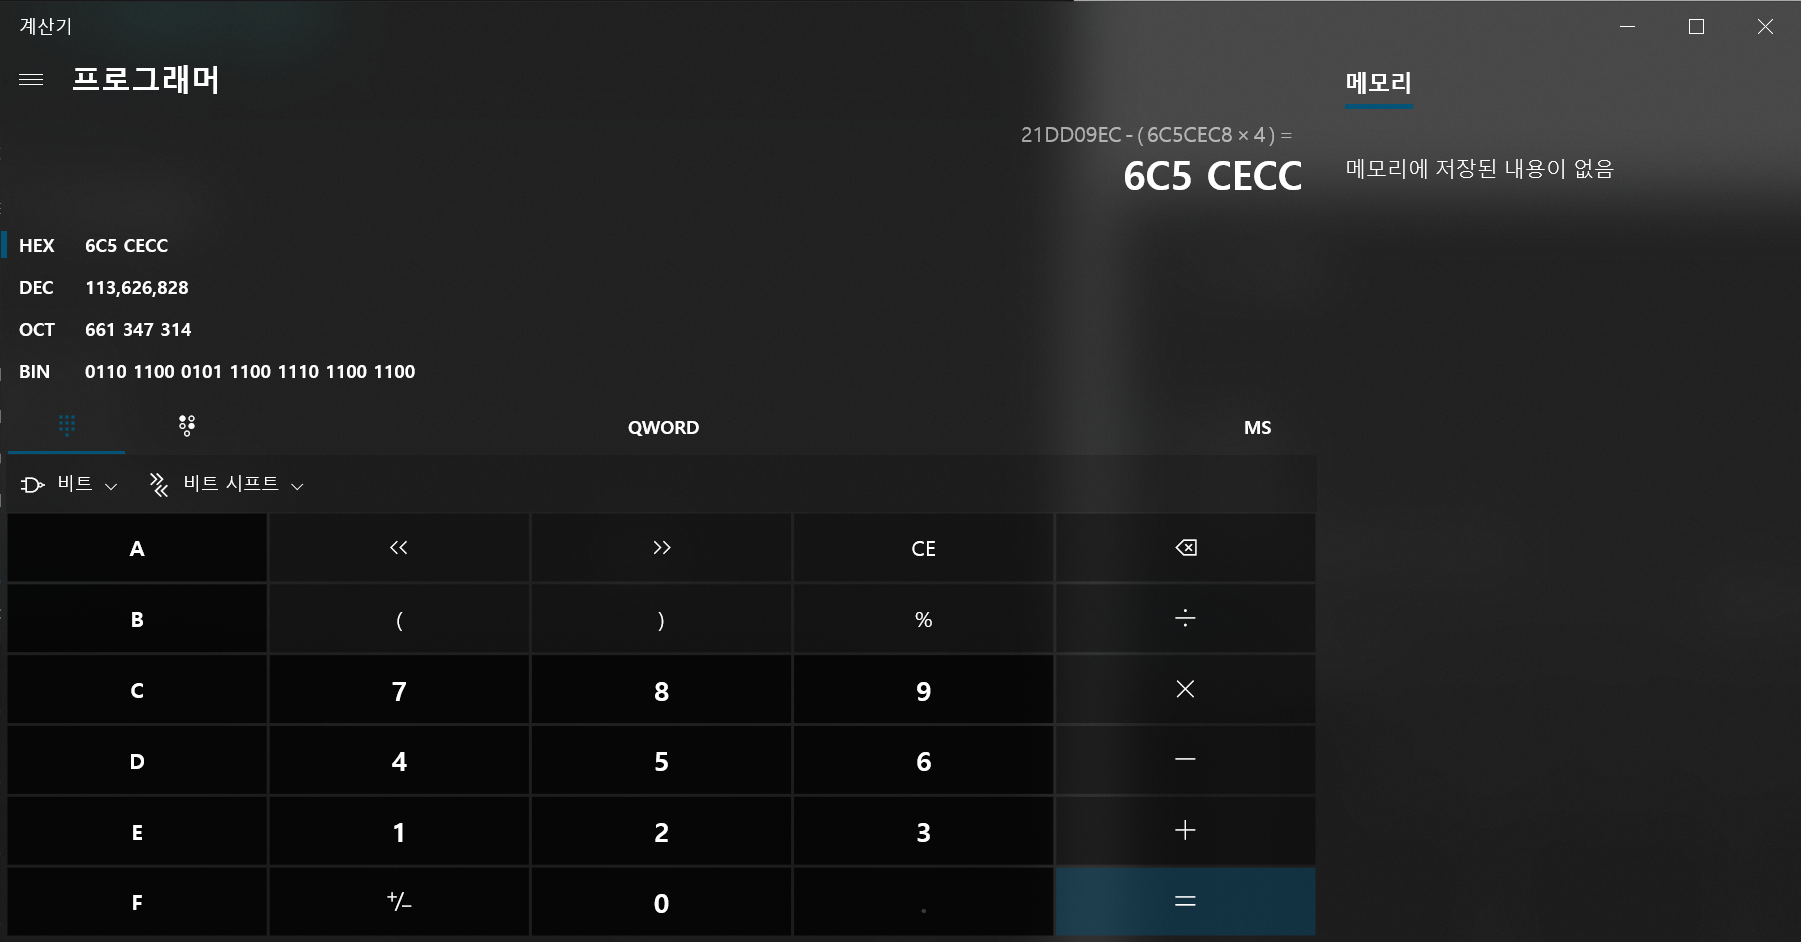 계산기
프로그래머
메모리
21DD09EC - ( 6C5CEC8 × 4 ) =
6C5 CECC
메모리에 저장된 내용이 없음
HEX 6C5 CECC
DEC 113,626,828
OCT 661 347 314
BIN 0110 1100 0101 1100 1110 1100 1100
QWORD MS
비트 비트 시프트
A << >> CE
B ( ) % ÷
C 7 8 9 ×
D 4 5 6 −
E 1 2 3 +
F +/− 0 . =